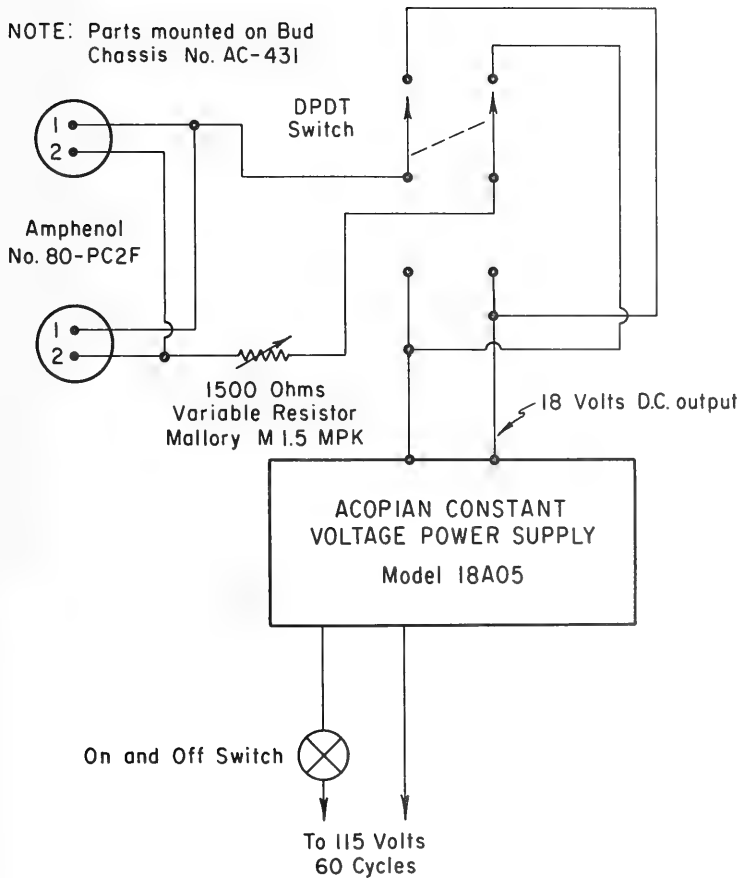 NOTE: Parts mounted on Bud
Chassis No. AC-431
1
2
DPDT
Switch
Amphenol
No. 80-PC2F
1
2
1500 Ohms
Variable Resistor
Mallory M 1.5 MPK
18 Volts D.C. output
ACOPIAN CONSTANT
VOLTAGE POWER SUPPLY
Model 18A05
On and Off Switch
To 115 Volts
60 Cycles